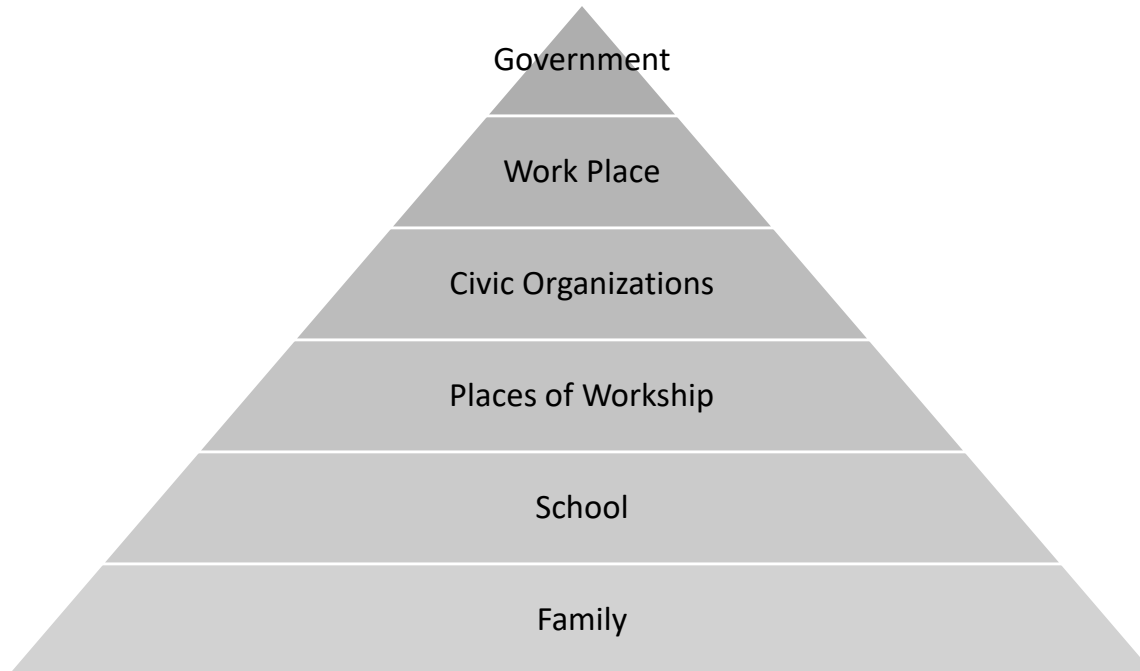 Government
Work Place
Civic Organizations
Places of Workship
School
Family